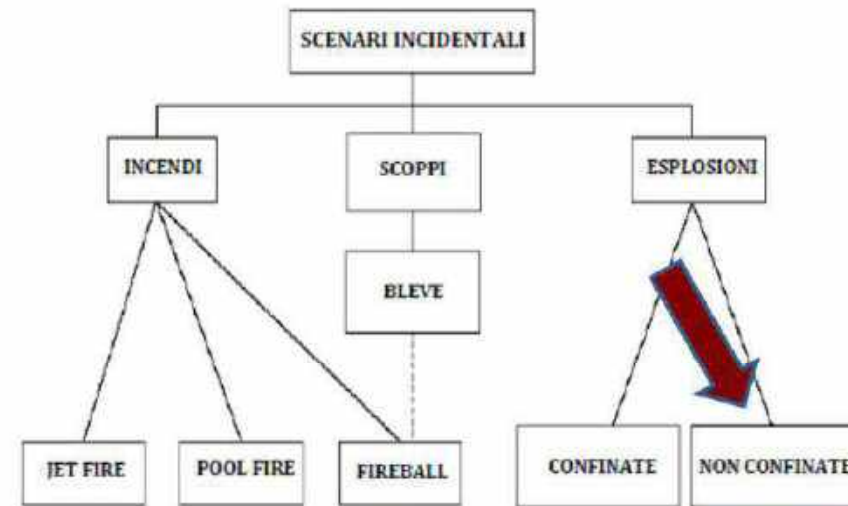 SCENARI INCIDENTALI
INCENDI
SCOPPI
ESPLOSIONI
BLEVE
JET FIRE
POOL FIRE
FIREBALL
CONFINATE
NON CONFINATE